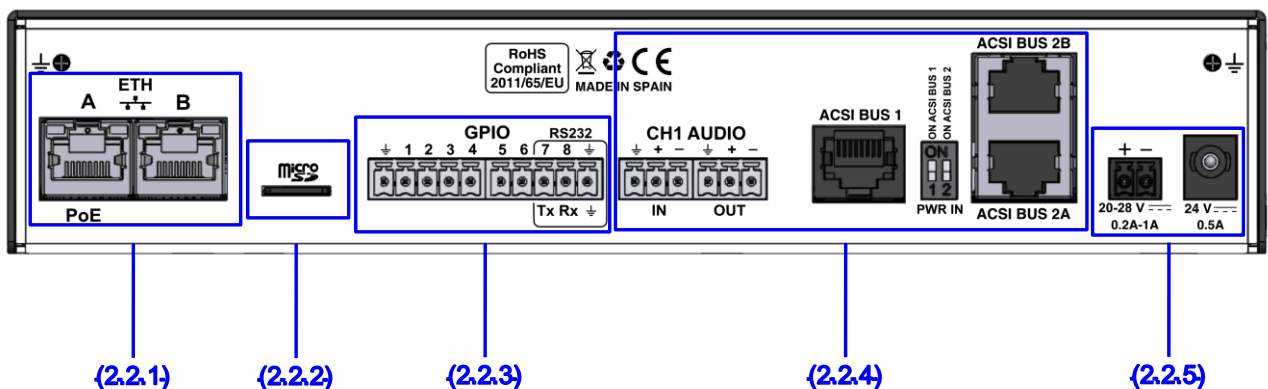 RoHS
Compliant
2011/65/EU
CE
MADE IN SPAIN
ETH
A B
PoE
micro
SD
GPIO RS232
1 2 3 4 5 6 7 8
Tx Rx
CH1 AUDIO
+ − + −
IN OUT
ACSI BUS 1
ON ACSI BUS 1
ON ACSI BUS 2
ON
1 2
PWR IN
ACSI BUS 2B
ACSI BUS 2A
+ −
20-28 V
0.2A-1A
24 V
0.5A
(2.2.1) (2.2.2) (2.2.3) (2.2.4) (2.2.5)